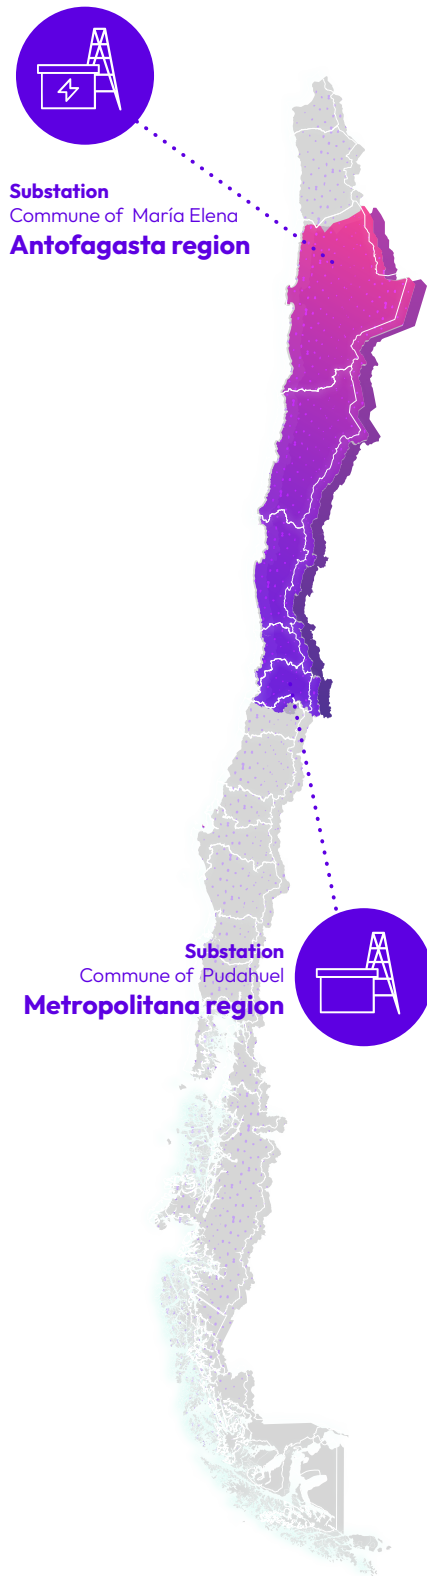 Substation
Commune of María Elena
Antofagasta region
Substation
Commune of Pudahuel
Metropolitana region